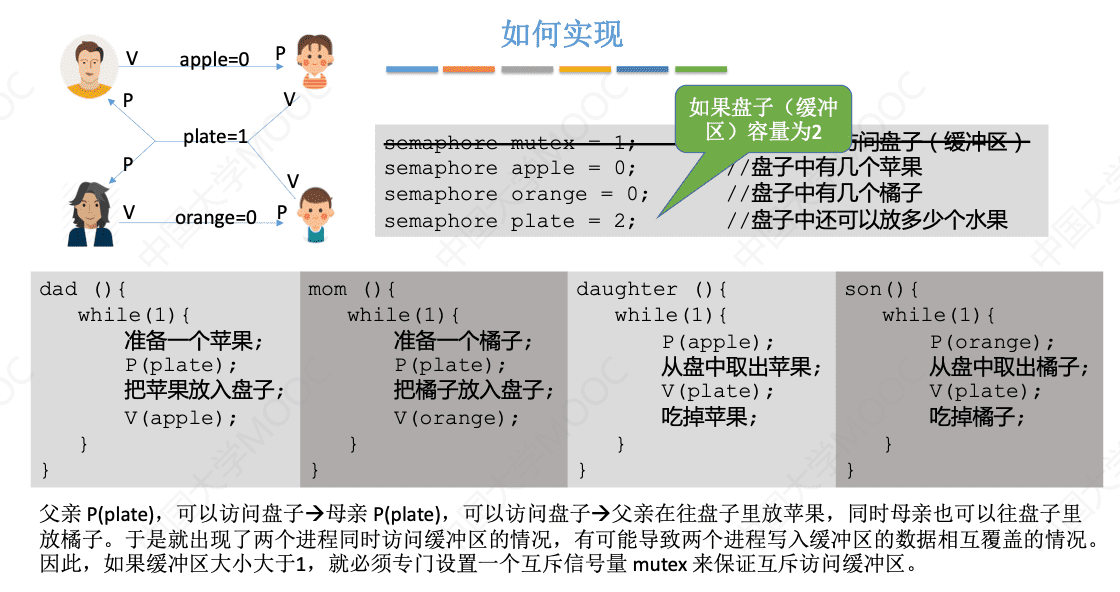 如何实现
V apple=0 P
P V
plate=1
P V
V orange=0 P
如果盘子（缓冲
区）容量为2
semaphore mutex = 1; 访问盘子（缓冲区）
semaphore apple = 0; //盘子中有几个苹果
semaphore orange = 0; //盘子中有几个橘子
semaphore plate = 2; //盘子中还可以放多少个水果
dad (){
while(1){
准备一个苹果;
P(plate);
把苹果放入盘子;
V(apple);
}
}
mom (){
while(1){
准备一个橘子;
P(plate);
把橘子放入盘子;
V(orange);
}
}
daughter (){
while(1){
P(apple);
从盘中取出苹果;
V(plate);
吃掉苹果;
}
}
son(){
while(1){
P(orange);
从盘中取出橘子;
V(plate);
吃掉橘子;
}
}
父亲 P(plate)，可以访问盘子→母亲 P(plate)，可以访问盘子→父亲在往盘子里放苹果，同时母亲也可以往盘子里
放橘子。于是就出现了两个进程同时访问缓冲区的情况，有可能导致两个进程写入缓冲区的数据相互覆盖的情况。
因此，如果缓冲区大小大于1，就必须专门设置一个互斥信号量 mutex 来保证互斥访问缓冲区。
中国大学MOOC